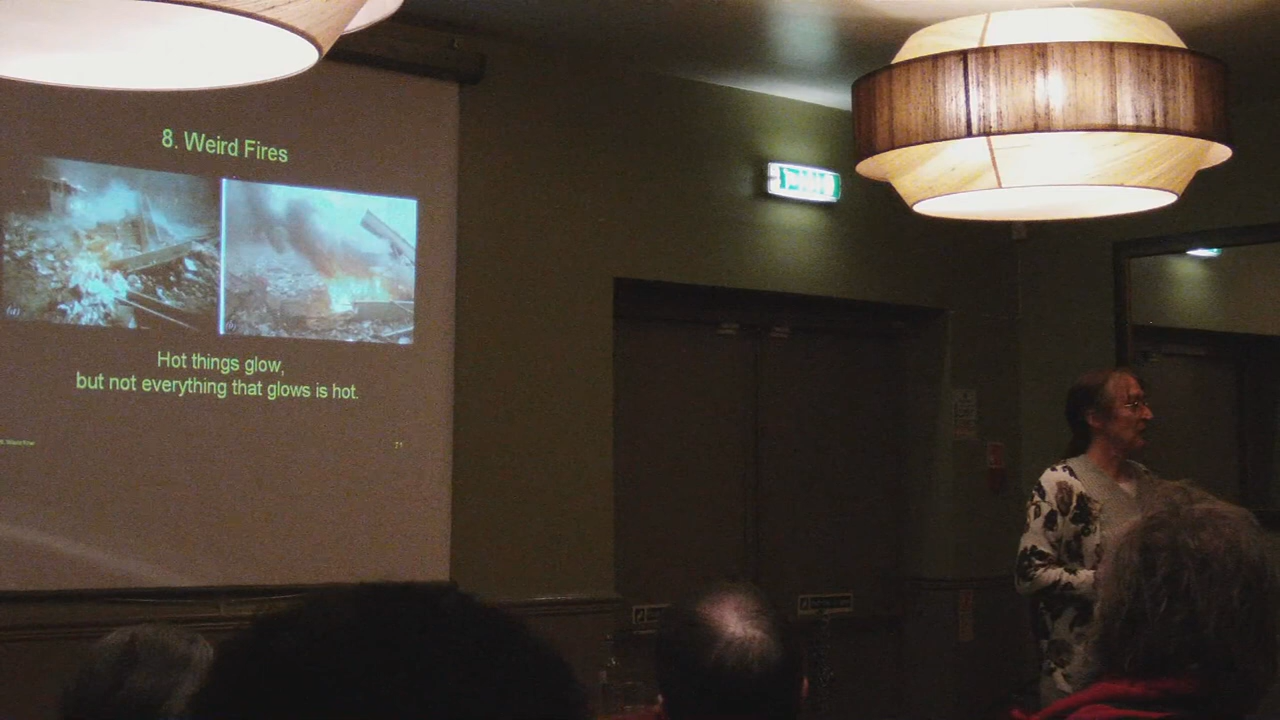 8. Weird Fires
(a)
(b)
Hot things glow,
but not everything that glows is hot.